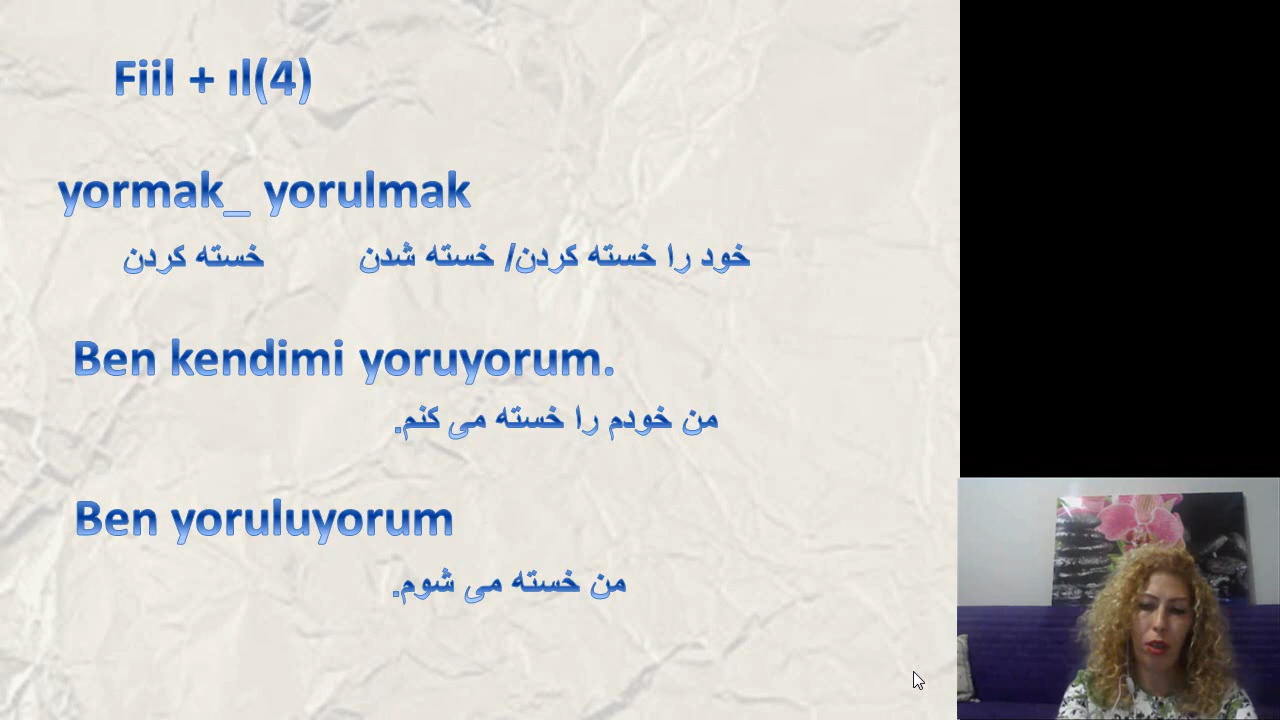 Fiil + ıl(4)
yormak_ yorulmak
خسته کردن
خود را خسته کردن/ خسته شدن
Ben kendimi yoruyorum.
من خودم را خسته می کنم.
Ben yoruluyorum
من خسته می شوم.